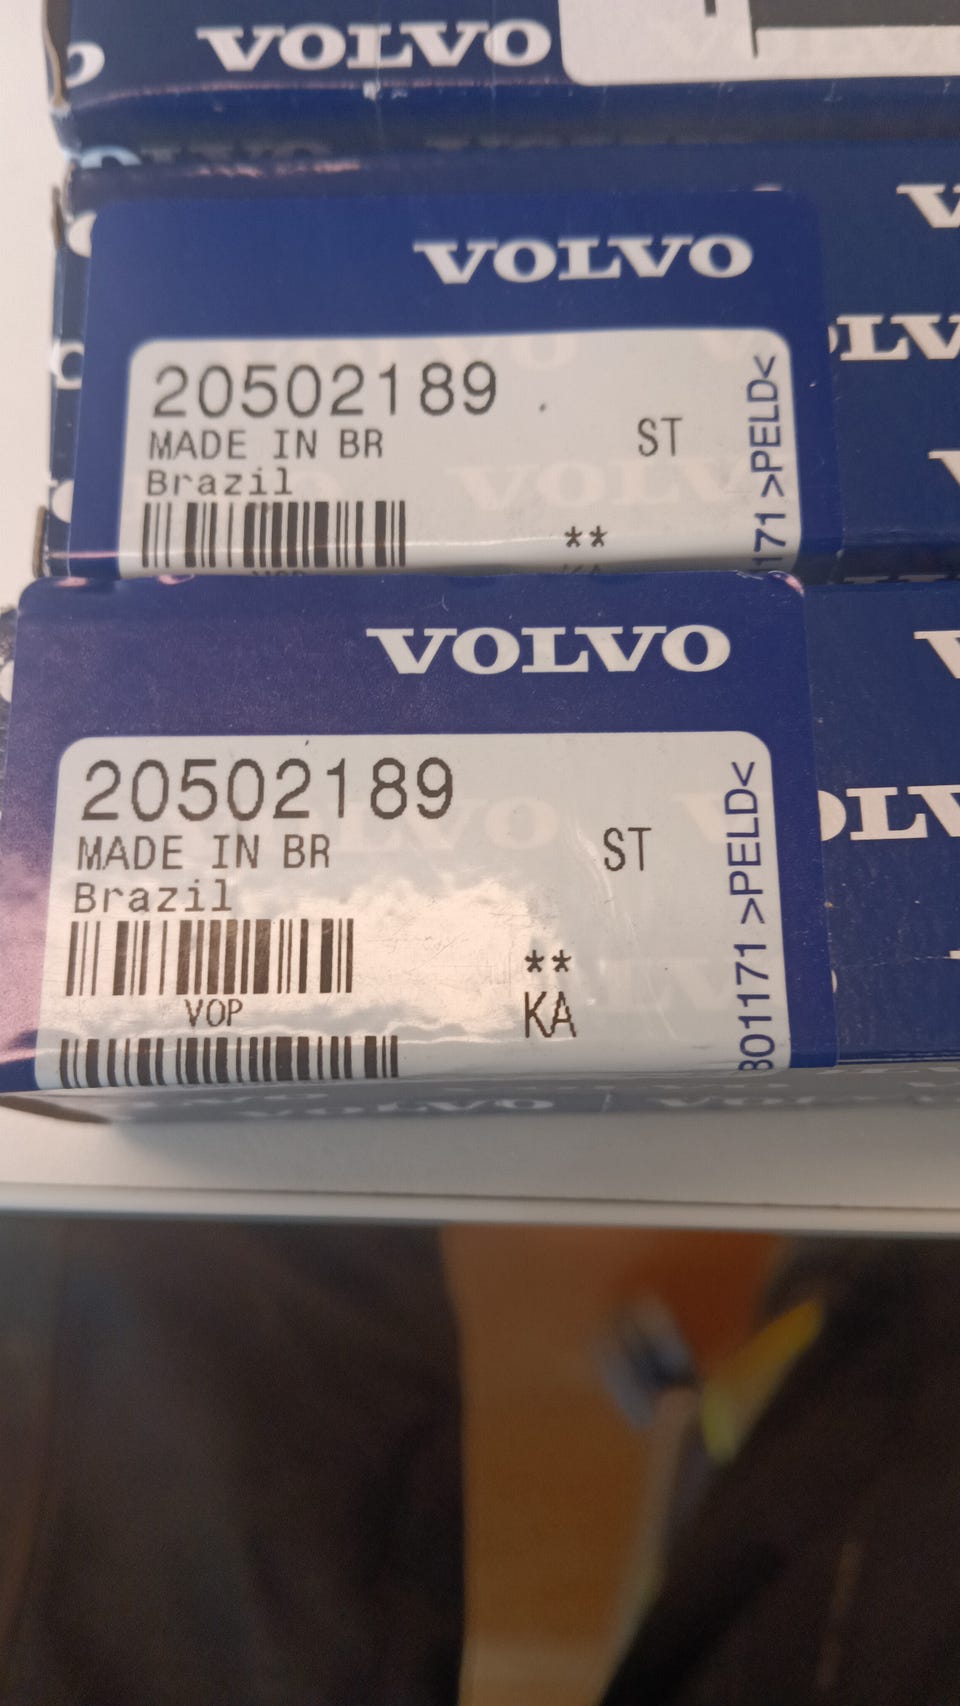 VOLVO
VOLVO
20502189
MADE IN BR
ST
Brazil
**
1171 >PELD<
VOLVO
20502189
MADE IN BR
ST
Brazil
**
VOP
KA
801171 >PELD<